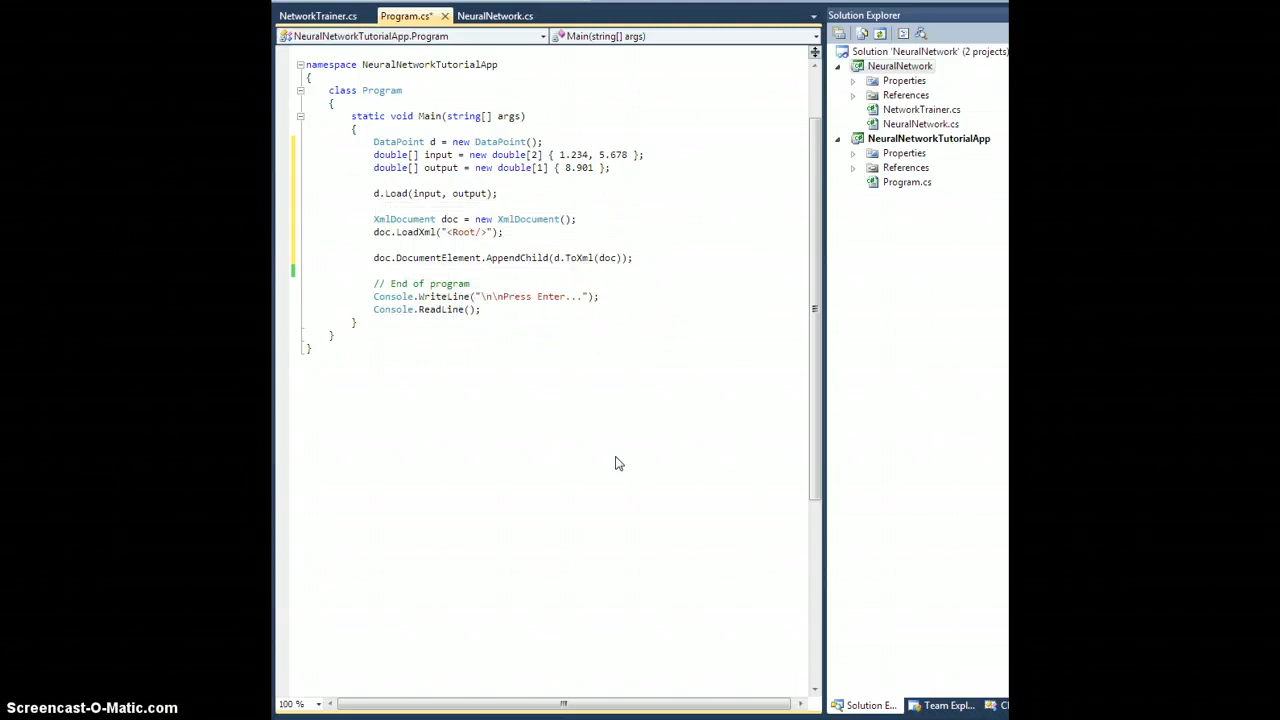 NetworkTrainer.cs Program.cs* NeuralNetwork.cs
NeuralNetworkTutorialApp.Program Main(string[] args)
namespace NeuralNetworkTutorialApp
{
class Program
{
static void Main(string[] args)
{
DataPoint d = new DataPoint();
double[] input = new double[2] { 1.234, 5.678 };
double[] output = new double[1] { 8.901 };
d.Load(input, output);
XmlDocument doc = new XmlDocument();
doc.LoadXml("<Root/>");
doc.DocumentElement.AppendChild(d.ToXml(doc));
// End of program
Console.WriteLine("\n\nPress Enter...");
Console.ReadLine();
}
}
}
100 %
Solution Explorer
Solution 'NeuralNetwork' (2 projects)
NeuralNetwork
Properties
References
NetworkTrainer.cs
NeuralNetwork.cs
NeuralNetworkTutorialApp
Properties
References
Program.cs
Solution E... Team Expl... Cl
Screencast-O-Matic.com